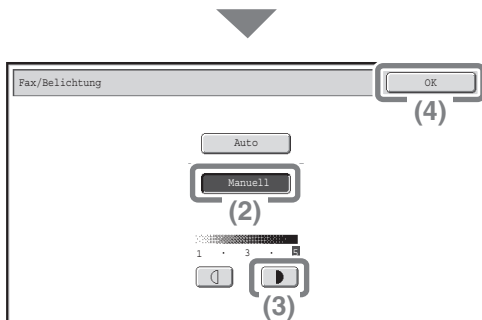 Fax/Belichtung
OK
(4)
Auto
Manuell
(2)
1 · 3 · 5
(3)